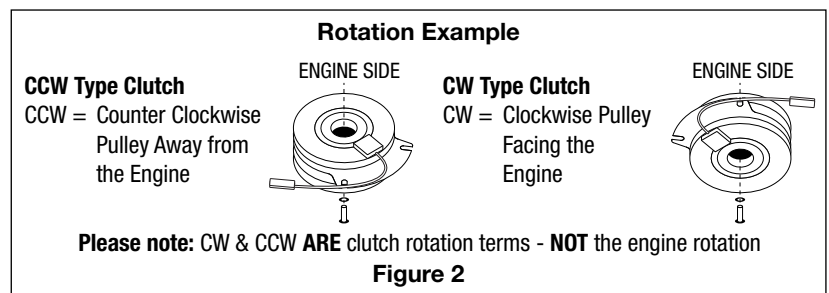 Rotation Example
CCW Type Clutch
CCW = Counter Clockwise
Pulley Away from
the Engine
ENGINE SIDE
CW Type Clutch
CW = Clockwise Pulley
Facing the
Engine
ENGINE SIDE
Please note: CW & CCW ARE clutch rotation terms - NOT the engine rotation
Figure 2